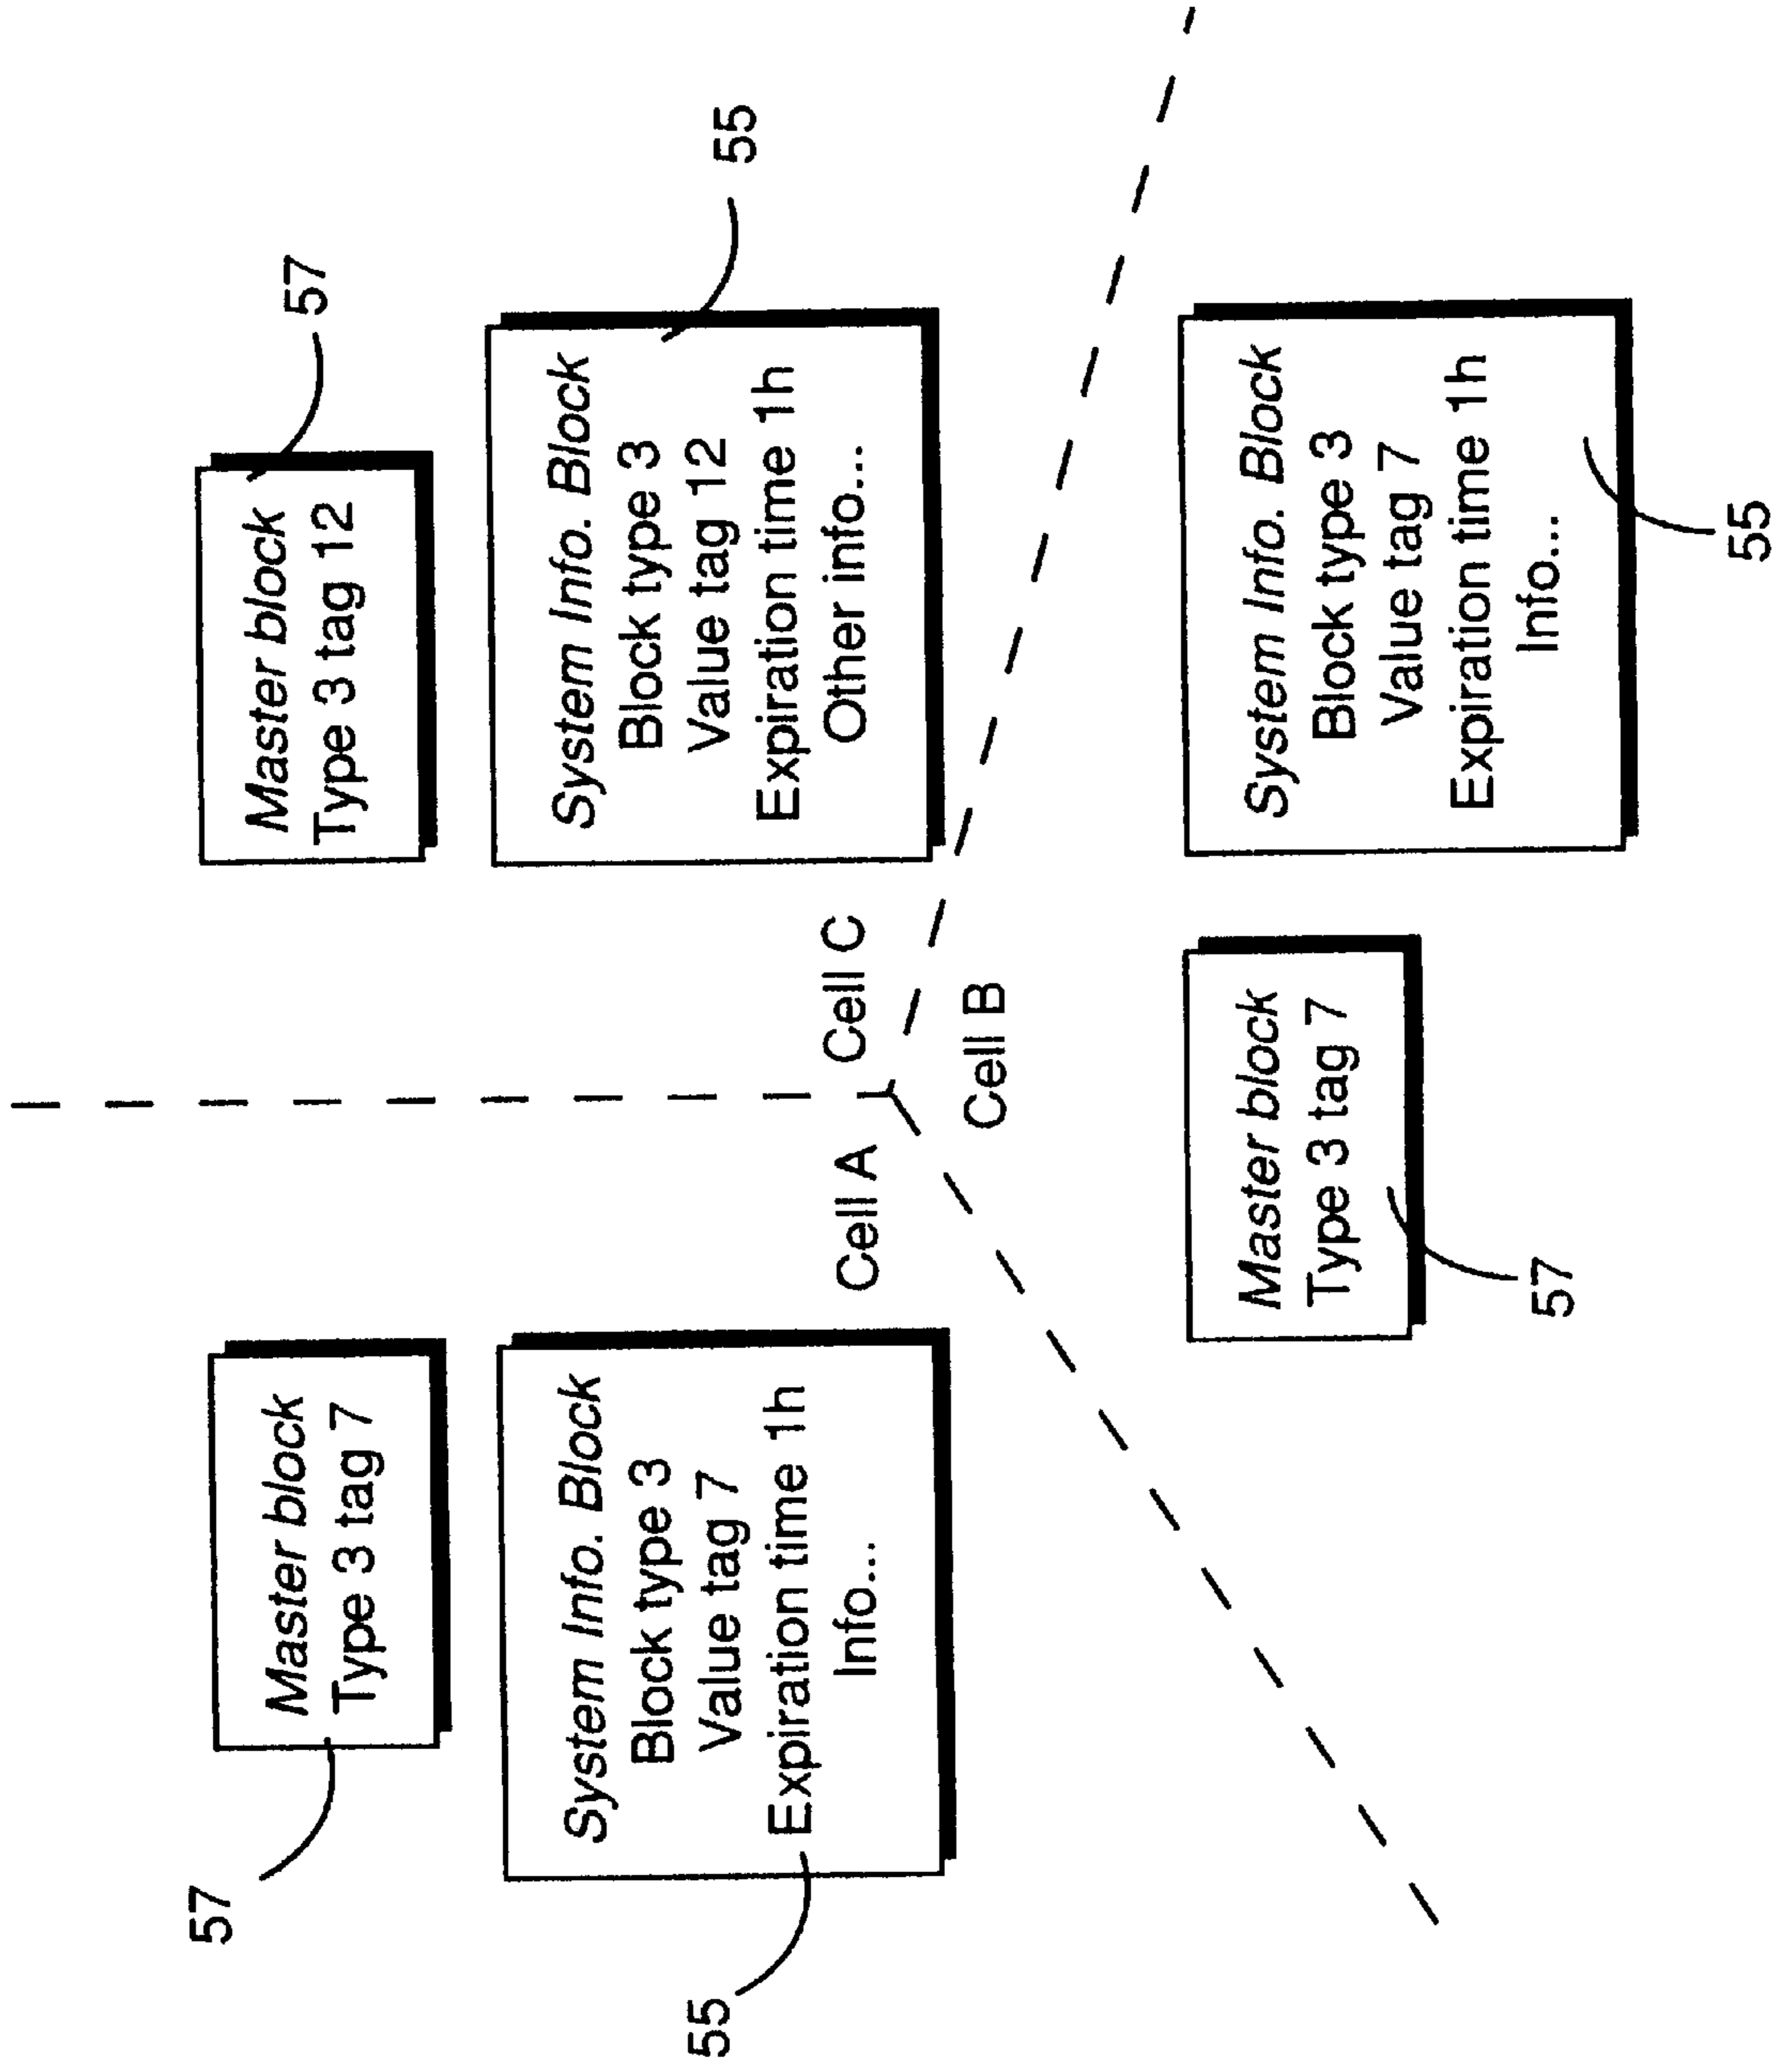 57
Master block
Type 3 tag 7
57
Master block
Type 3 tag 12
55
System Info. Block
Block type 3
Value tag 7
Expiration time 1h
Info...
55
System Info. Block
Block type 3
Value tag 12
Expiration time 1h
Other info...
Cell A
Cell C
Cell B
Master block
Type 3 tag 7
57
System Info. Block
Block type 3
Value tag 7
Expiration time 1h
Info...
55